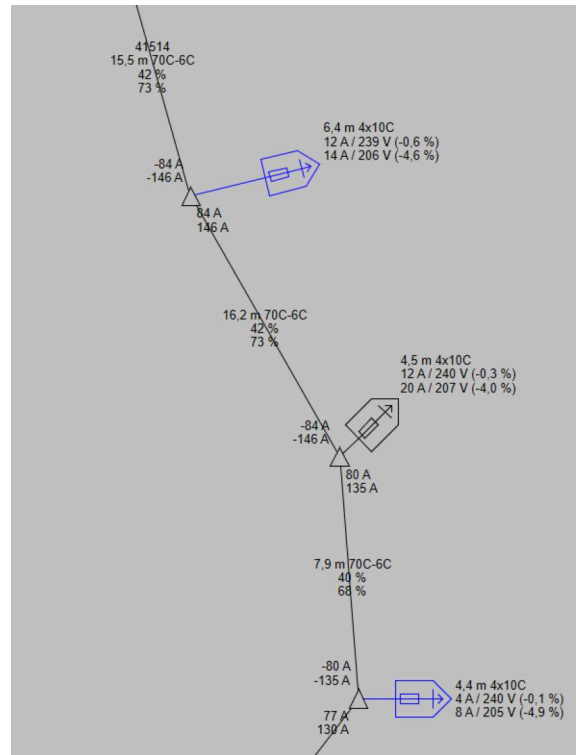 41514
15,5 m 70C-6C
42 %
73 %
6,4 m 4x10C
12 A / 239 V (-0,6 %)
14 A / 206 V (-4,6 %)
-84 A
-146 A
84 A
146 A
16,2 m 70C-6C
42 %
73 %
4,5 m 4x10C
12 A / 240 V (-0,3 %)
20 A / 207 V (-4,0 %)
-84 A
-146 A
80 A
135 A
7,9 m 70C-6C
40 %
68 %
-80 A
-135 A
4,4 m 4x10C
4 A / 240 V (-0,1 %)
8 A / 205 V (-4,9 %)
77 A
130 A